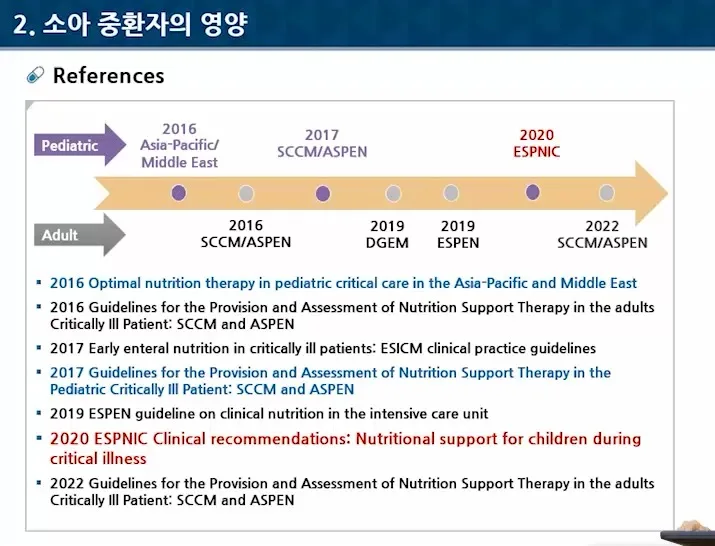 2. 소아 중환자의 영양
References
Pediatric
2016
Asia-Pacific/
Middle East
2017
SCCM/ASPEN
2020
ESPNIC
Adult
2016
SCCM/ASPEN
2019
DGEM
2019
ESPEN
2022
SCCM/ASPEN
▪ 2016 Optimal nutrition therapy in pediatric critical care in the Asia-Pacific and Middle East
▪ 2016 Guidelines for the Provision and Assessment of Nutrition Support Therapy in the adults
Critically Ill Patient: SCCM and ASPEN
▪ 2017 Early enteral nutrition in critically ill patients: ESICM clinical practice guidelines
▪ 2017 Guidelines for the Provision and Assessment of Nutrition Support Therapy in the
Pediatric Critically Ill Patient: SCCM and ASPEN
▪ 2019 ESPEN guideline on clinical nutrition in the intensive care unit
▪ 2020 ESPNIC Clinical recommendations: Nutritional support for children during
critical illness
▪ 2022 Guidelines for the Provision and Assessment of Nutrition Support Therapy in the adults
Critically Ill Patient: SCCM and ASPEN